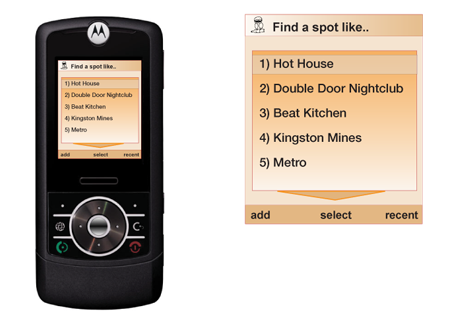 MOTOROLA
Find a spot like..
1) Hot House
2) Double Door Nightclub
3) Beat Kitchen
4) Kingston Mines
5) Metro
add select recent
Find a spot like..
1) Hot House
2) Double Door Nightclub
3) Beat Kitchen
4) Kingston Mines
5) Metro
add select recent